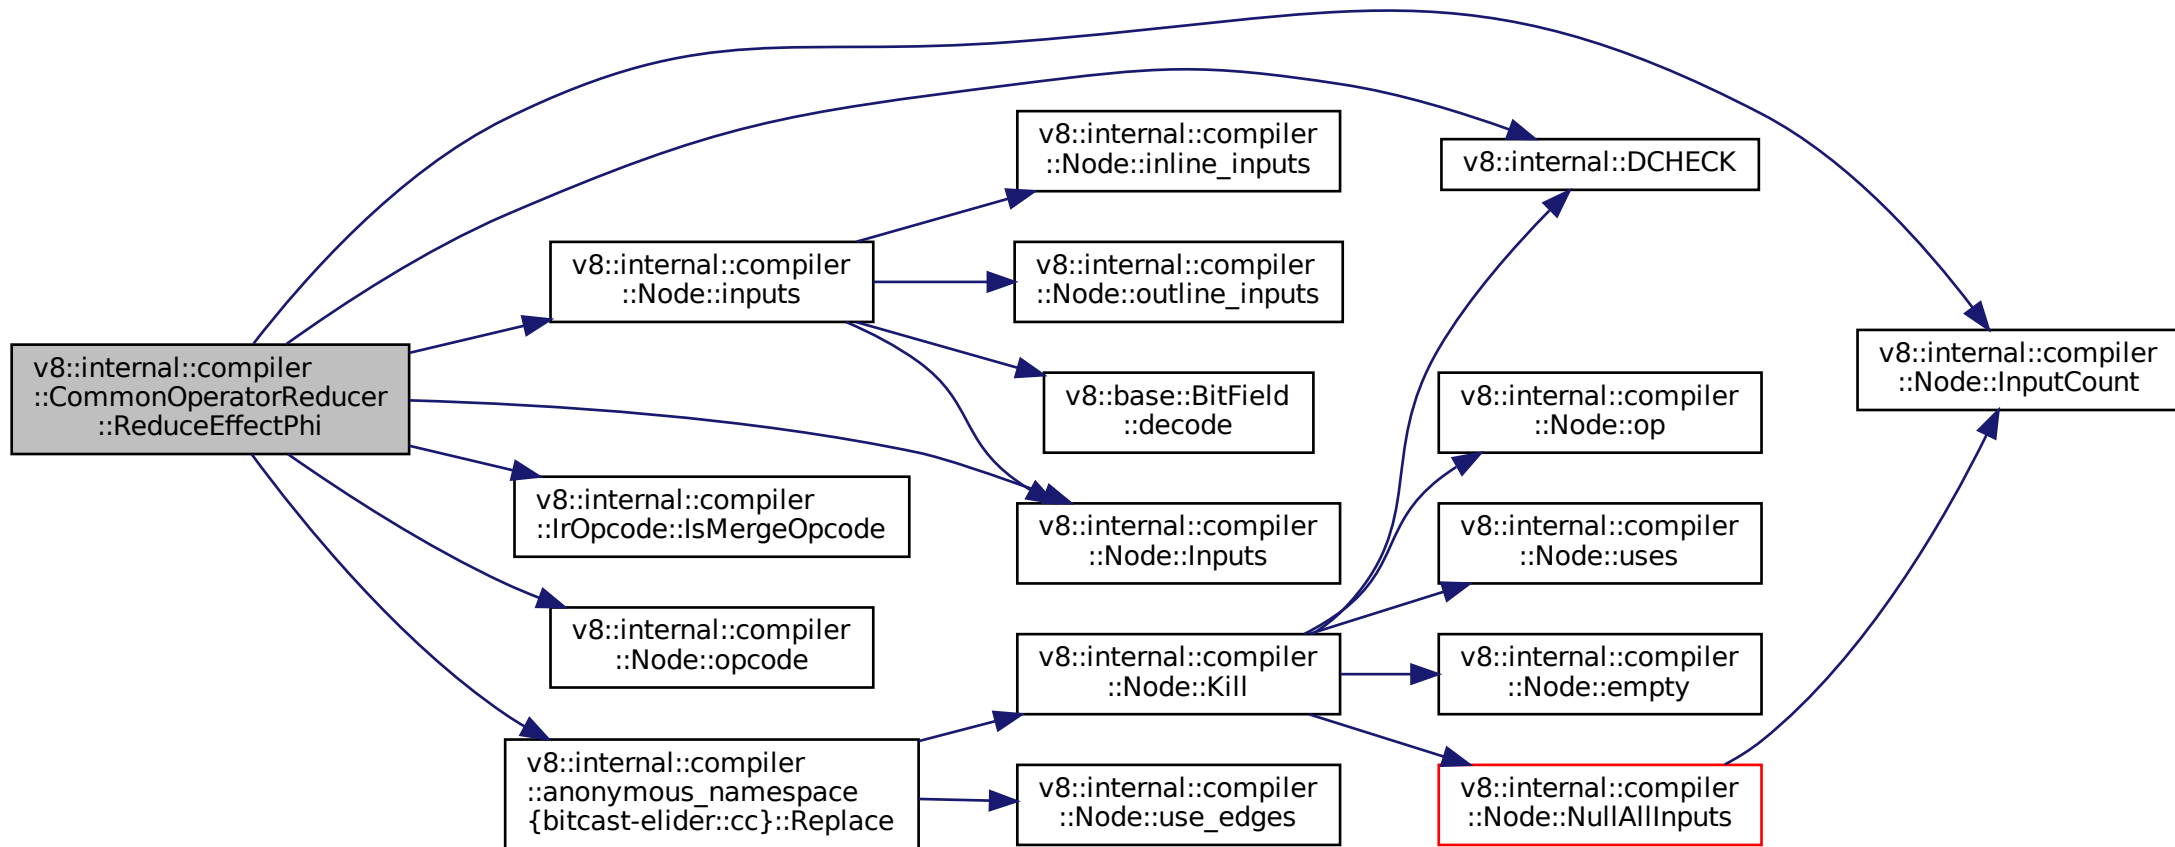 v8::internal::compiler
::CommonOperatorReducer
::ReduceEffectPhi
v8::internal::compiler
::Node::inputs
v8::internal::compiler
::IrOpcode::IsMergeOpcode
v8::internal::compiler
::Node::opcode
v8::internal::compiler
::anonymous_namespace
{bitcast-elider::cc}::Replace
v8::internal::compiler
::Node::inline_inputs
v8::internal::compiler
::Node::outline_inputs
v8::base::BitField
::decode
v8::internal::compiler
::Node::Inputs
v8::internal::compiler
::Node::Kill
v8::internal::compiler
::Node::use_edges
v8::internal::DCHECK
v8::internal::compiler
::Node::op
v8::internal::compiler
::Node::uses
v8::internal::compiler
::Node::empty
v8::internal::compiler
::Node::NullAllInputs
v8::internal::compiler
::Node::InputCount